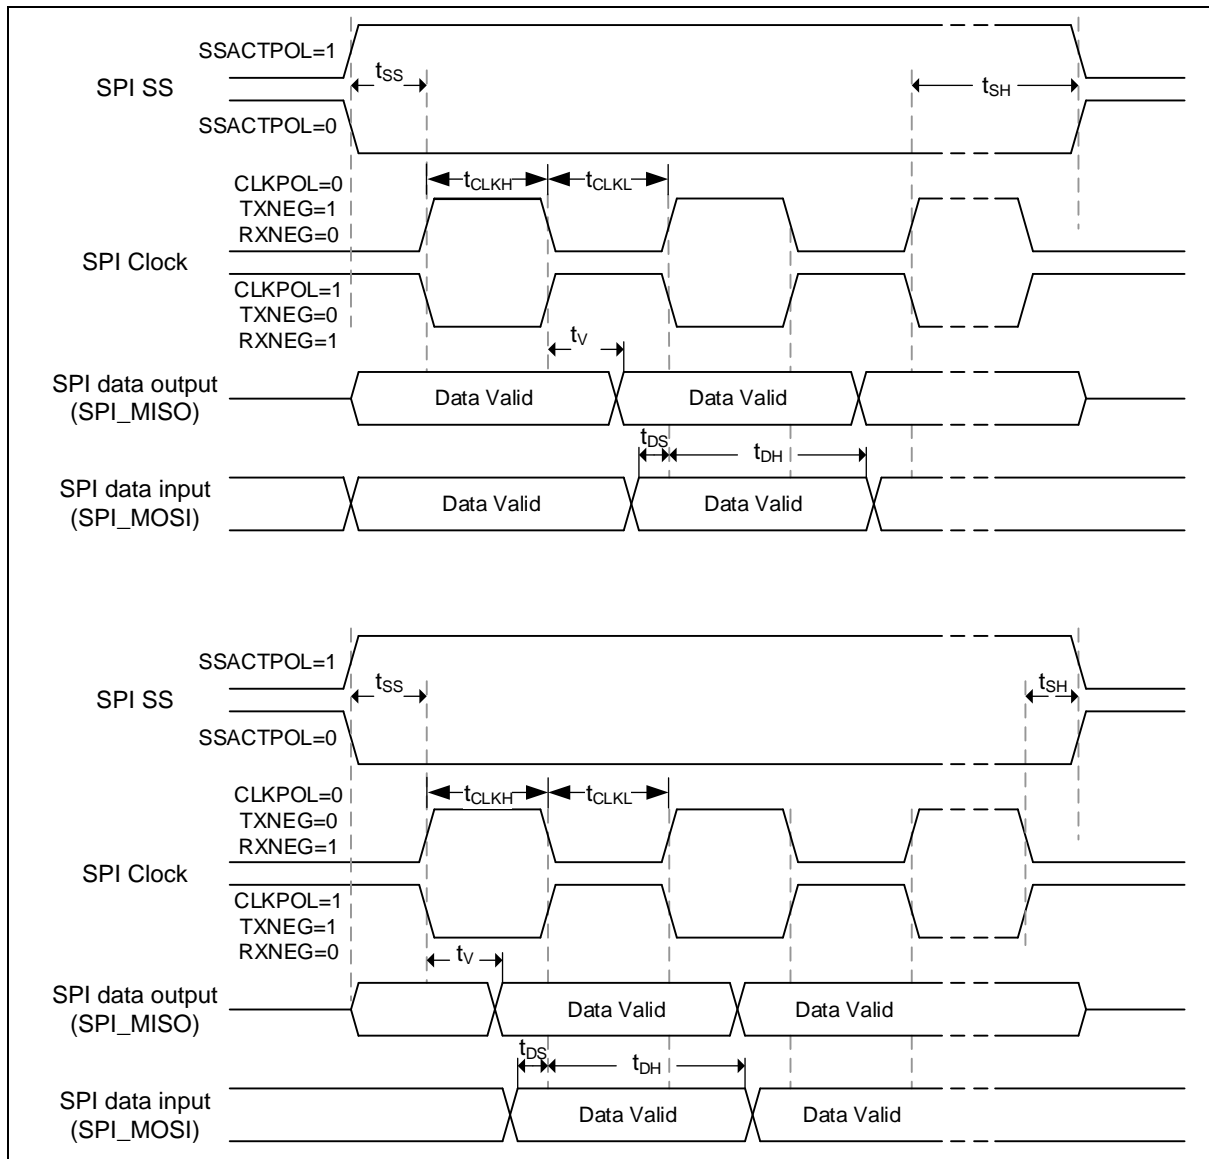 SSACTPOL=1
SPI SS
tSS
tSH
SSACTPOL=0
CLKPOL=0
TXNEG=1
RXNEG=0
tCLKH
tCLKL
SPI Clock
CLKPOL=1
TXNEG=0
RXNEG=1
tV
SPI data output
(SPI_MISO)
Data Valid
Data Valid
tDS
tDH
SPI data input
(SPI_MOSI)
Data Valid
Data Valid
SSACTPOL=1
SPI SS
tSS
tSH
SSACTPOL=0
CLKPOL=0
TXNEG=0
RXNEG=1
tCLKH
tCLKL
SPI Clock
CLKPOL=1
TXNEG=1
RXNEG=0
tV
SPI data output
(SPI_MISO)
Data Valid
Data Valid
tDS
tDH
SPI data input
(SPI_MOSI)
Data Valid
Data Valid